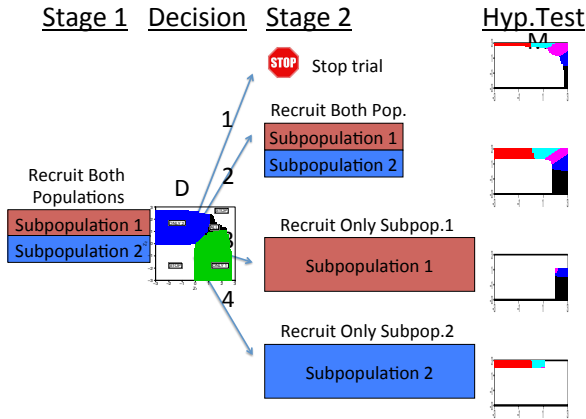 Stage 1 Decision Stage 2 Hyp.Test
M
STOP Stop trial
1
Recruit Both Pop.
Subpopulation 1
Subpopulation 2
2
Recruit Both
Populations
D
Subpopulation 1
Subpopulation 2
3
Recruit Only Subpop.1
Subpopulation 1
4
Recruit Only Subpop.2
Subpopulation 2